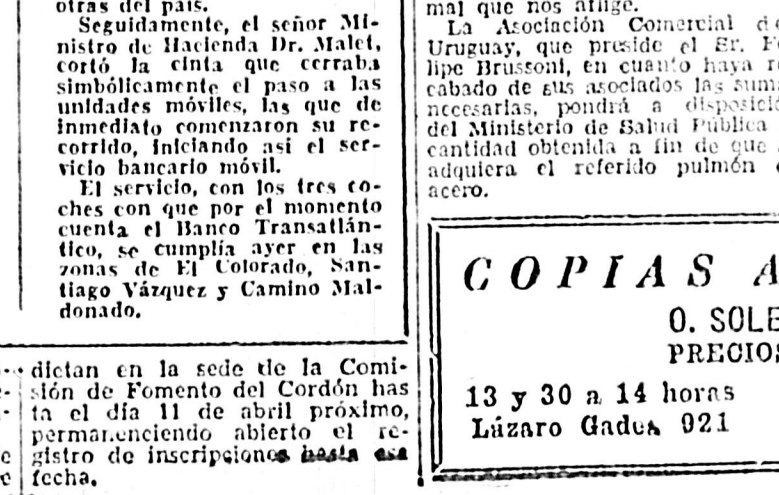 otras del país.
Seguidamente, el señor Mi-
nistro de Hacienda Dr. Malet,
cortó la cinta que cerraba
simbólicamente el paso a las
unidades móviles, las que de
inmediato comenzaron su re-
corrido, iniciando asi el ser-
vicio bancario móvil.
El servicio, con los tres co-
ches con que por el momento
cuenta el Banco Transatlán-
tico, se cumplía ayer en las
zonas de El Colorado, San-
tiago Vázquez y Camino Mal-
donado.
dictan en la sede de la Comi-
sión de Fomento del Cordón has
ta el día 11 de abril próximo,
permanenciendo abierto el re-
gistro de inscripciones hasta esa
fecha.
mal que nos aflige.
La Asociación Comercial d
Uruguay, que preside el Sr. F
lipe Brussoni, en cuanto haya r
cabado de sus asociados las sum
necesarias, pondrá a disposició
del Ministerio de Salud Pública
cantidad obtenida a fin de que
adquiera el referido pulmón
acero.
COPIAS A
O. SOLE
PRECIOS
13 y 30 a 14 horas
Lázaro Gades 921